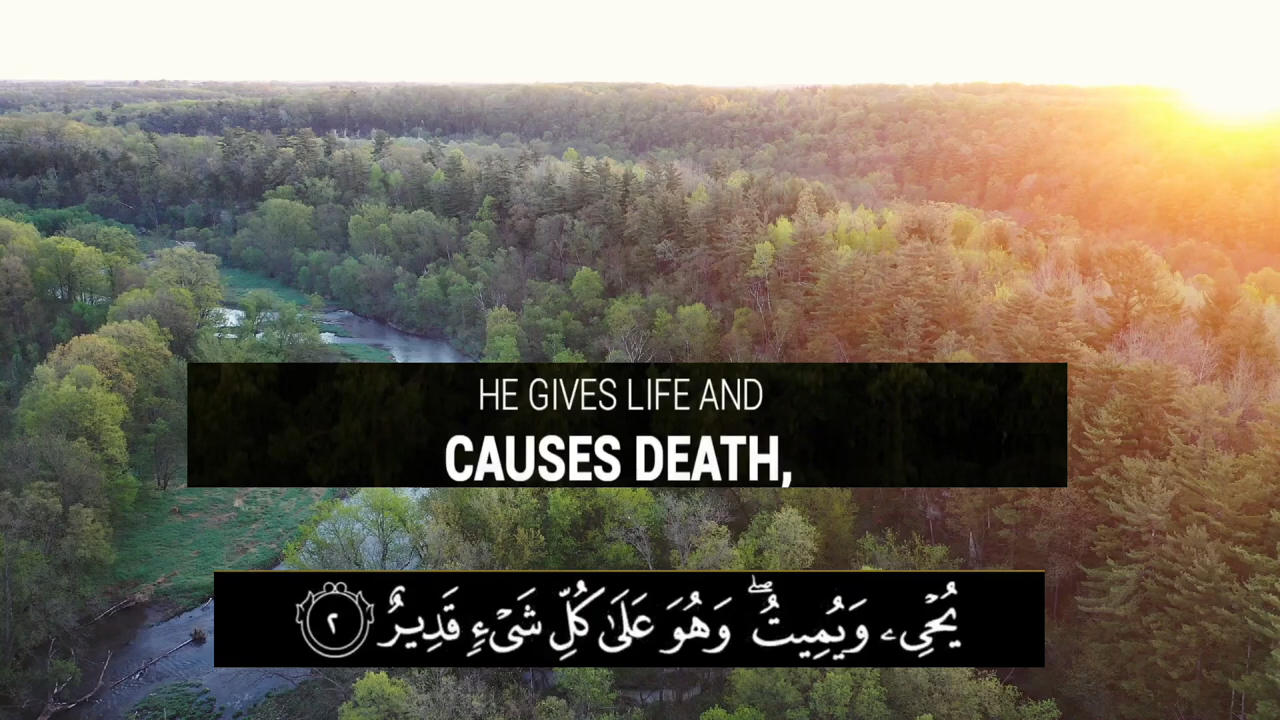 HE GIVES LIFE AND
CAUSES DEATH,
يُحْىِۦ وَيُمِيتُ ۖ وَهُوَ عَلَىٰ كُلِّ شَىْءٍ قَدِيرٌ ٢